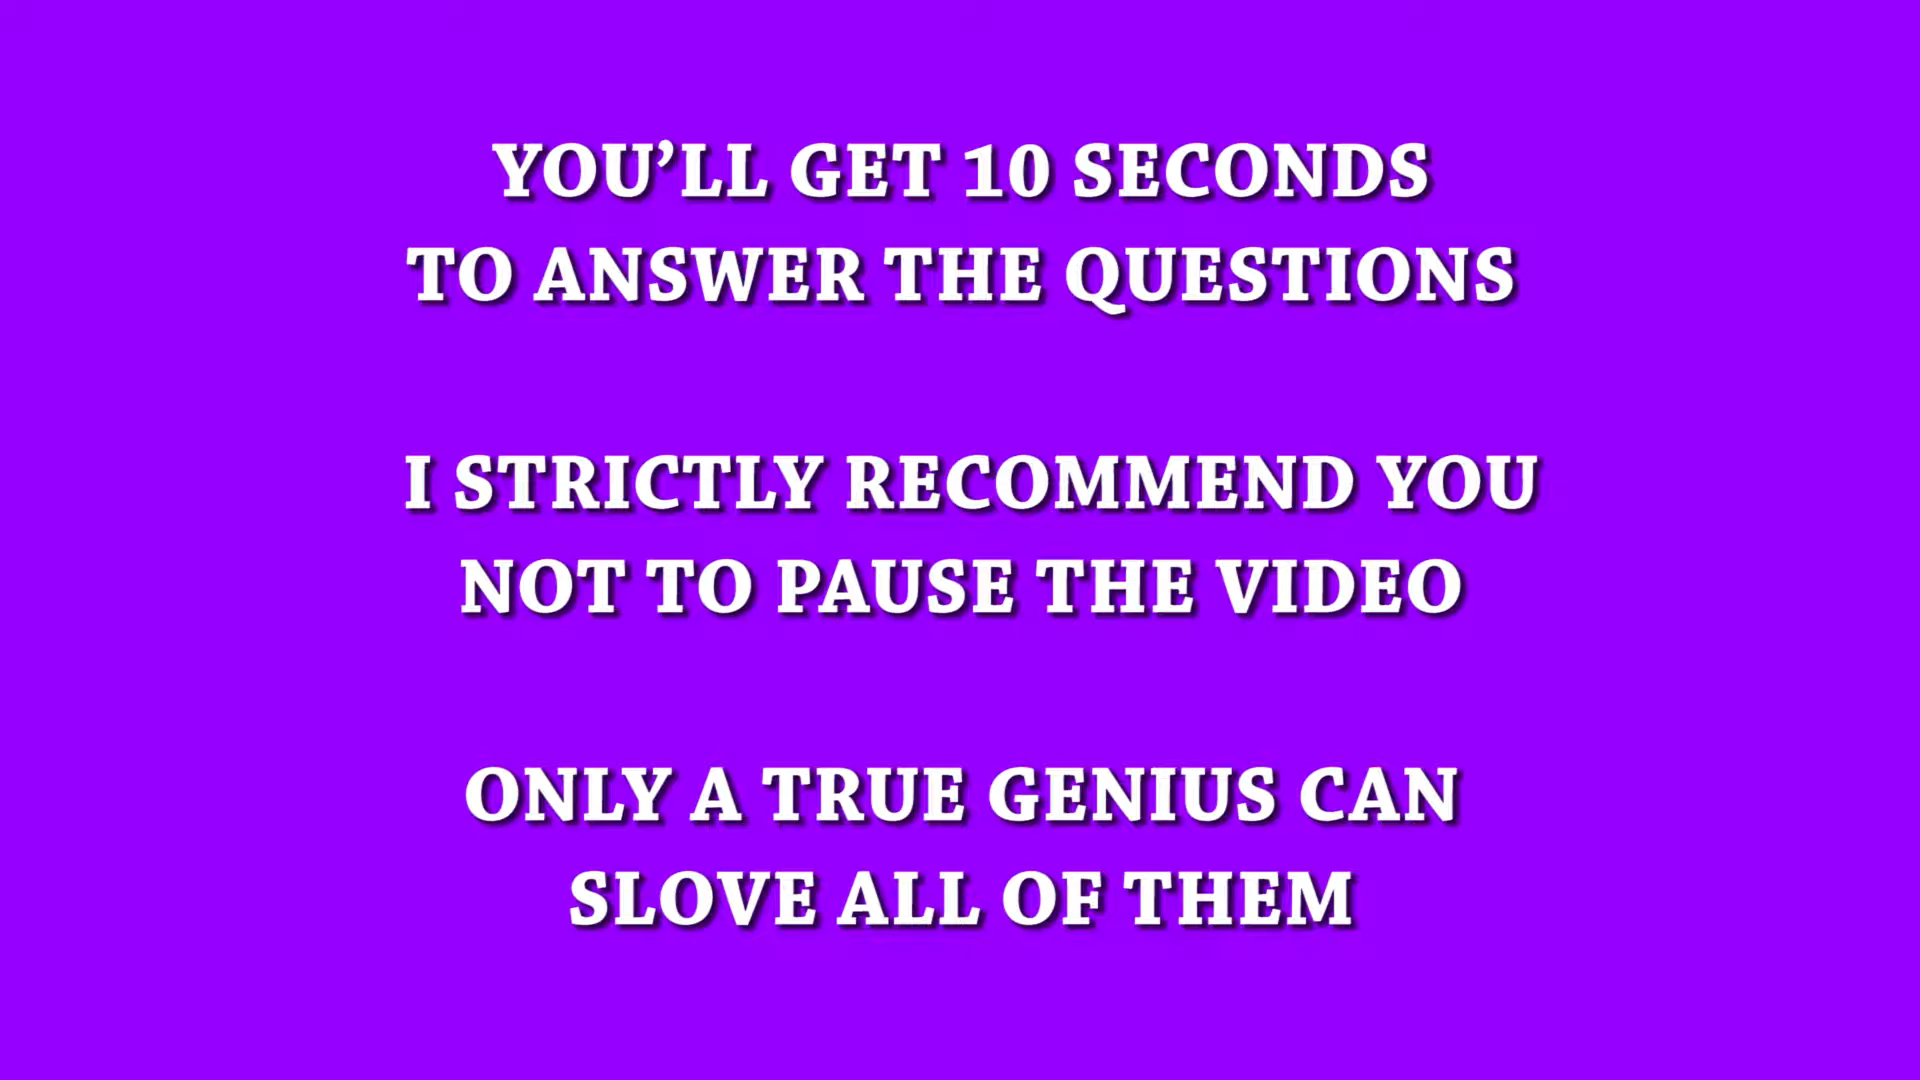 YOU’LL GET 10 SECONDS
TO ANSWER THE QUESTIONS
I STRICTLY RECOMMEND YOU
NOT TO PAUSE THE VIDEO
ONLY A TRUE GENIUS CAN
SLOVE ALL OF THEM